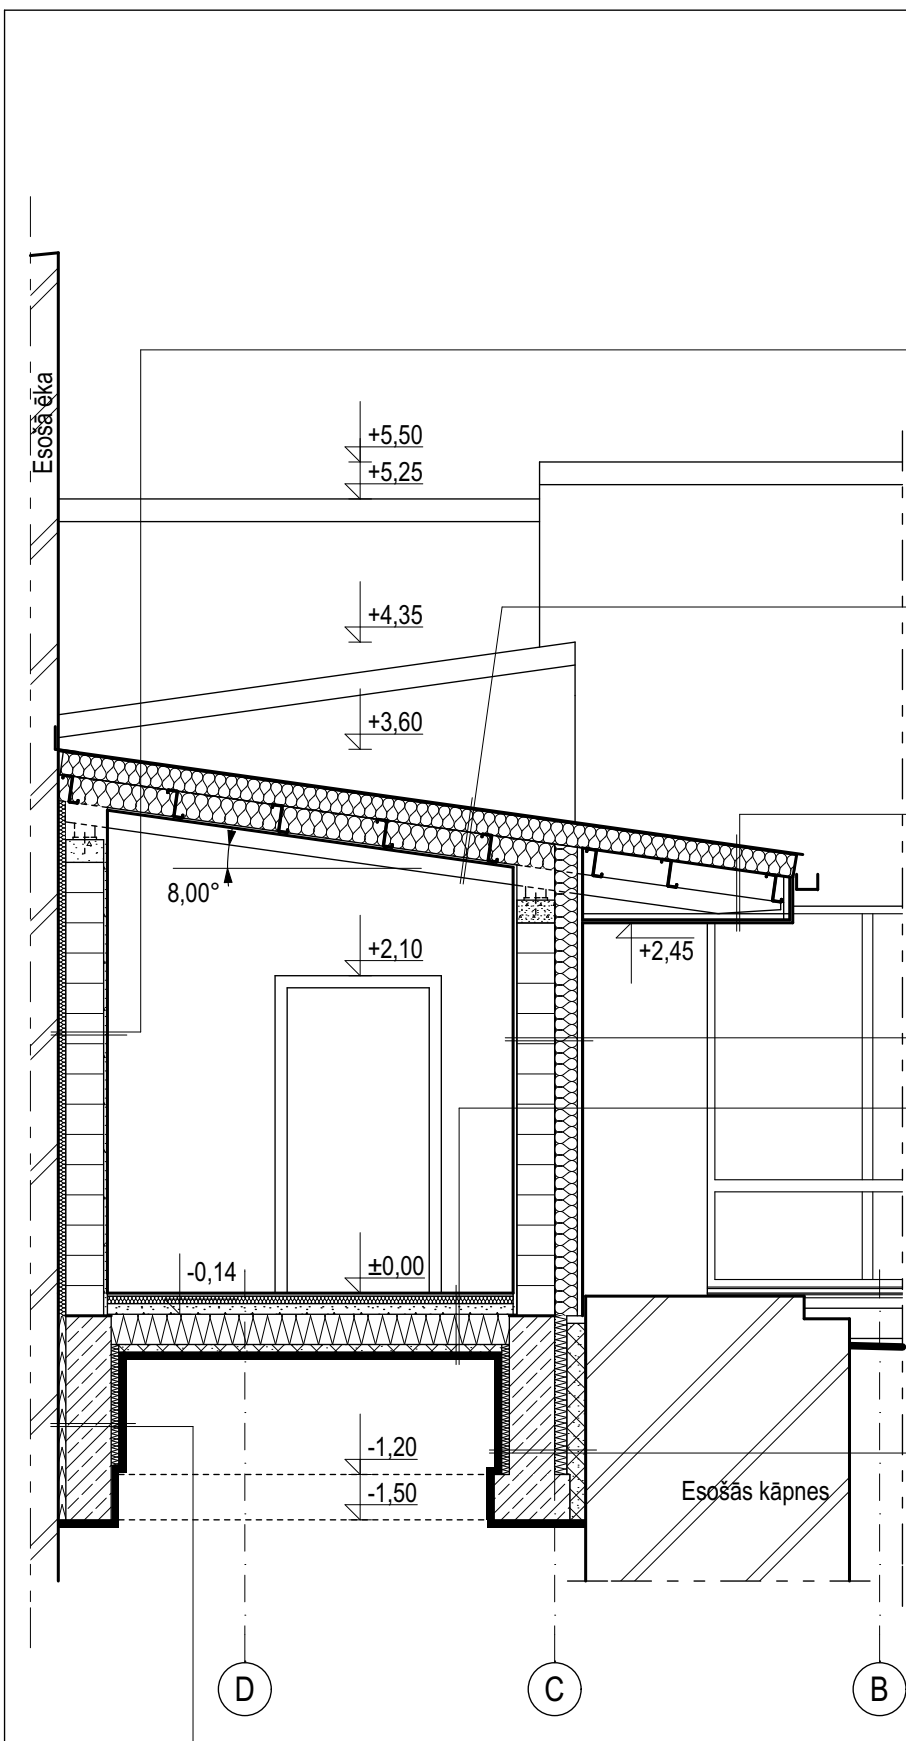 Esošā ēka
+5,50
+5,25
+4,35
+3,60
8,00°
+2,10
+2,45
-0,14
±0,00
-1,20
-1,50
Esošās kāpnes
D
C
B